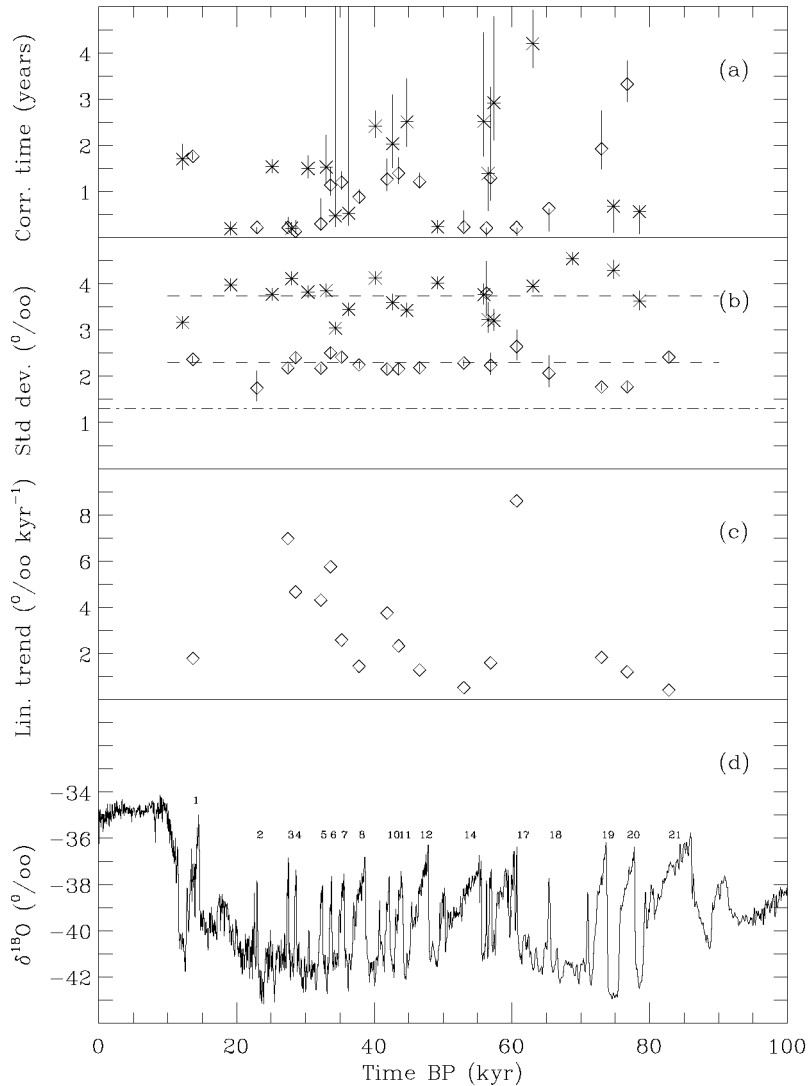 (a)
4
3
2
1
Corr. time (years)
(b)
4
3
2
1
Std dev. (⁰/oo)
(c)
8
6
4
2
Lin. trend (⁰/oo kyr⁻¹)
(d)
−34
−36
−38
−40
−42
δ¹⁸O (⁰/oo)
1 2 3 4 5 6 7 8 10 11 12 14 17 18 19 20 21
0 20 40 60 80 100
Time BP (kyr)